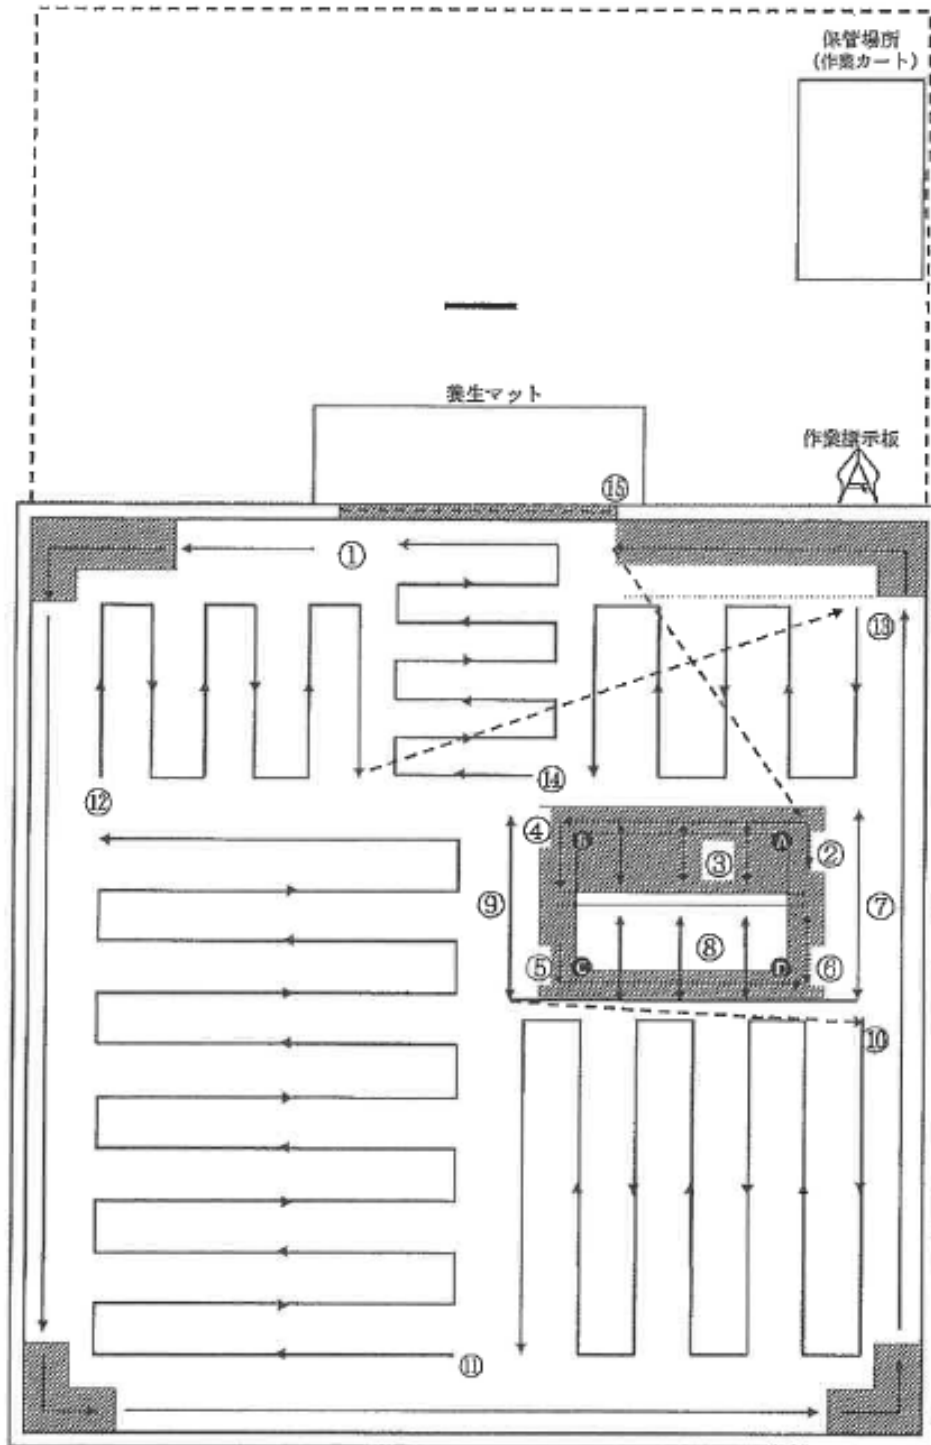 保管場所
(作業カート)
養生マット
作業標示板
⑮
①
⑬
⑭
⑫
④
B
A
②
③
⑨
⑦
⑧
⑤
C
D
⑥
⑩
⑪